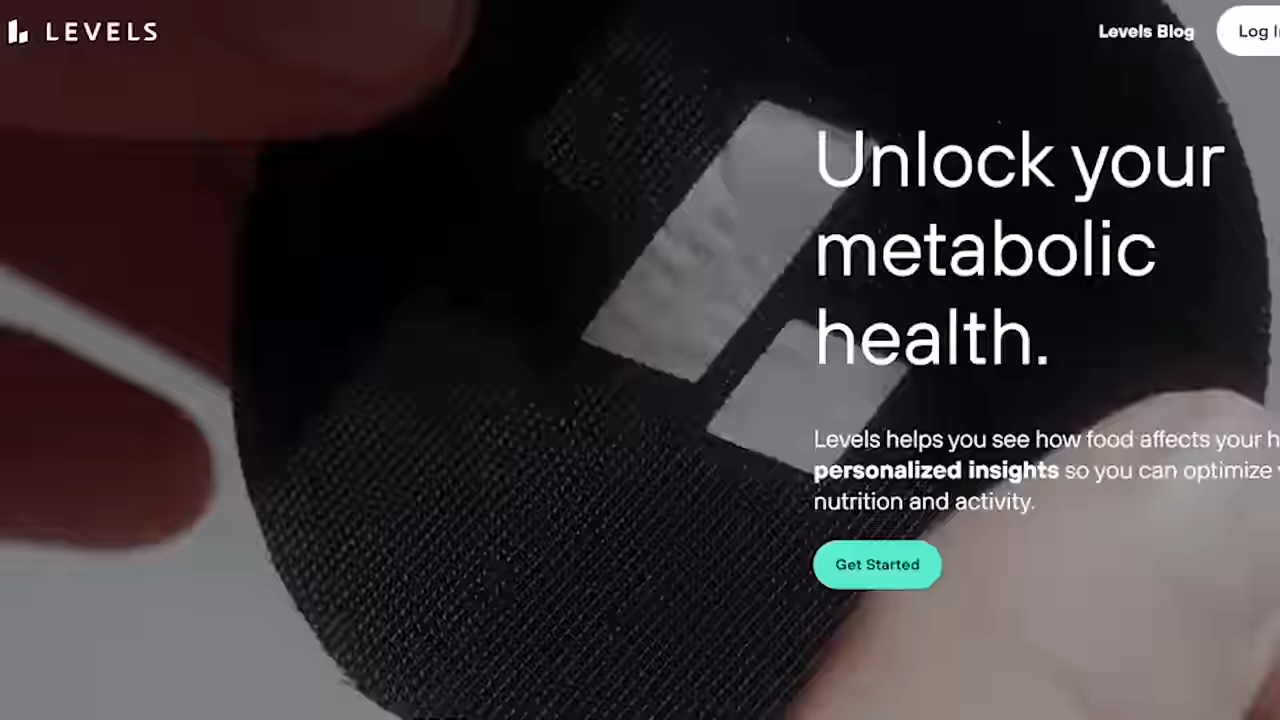 LEVELS
Levels Blog
Log
Unlock your
metabolic
health.
Levels helps you see how food affects your
personalized insights so you can optimize
nutrition and activity.
Get Started